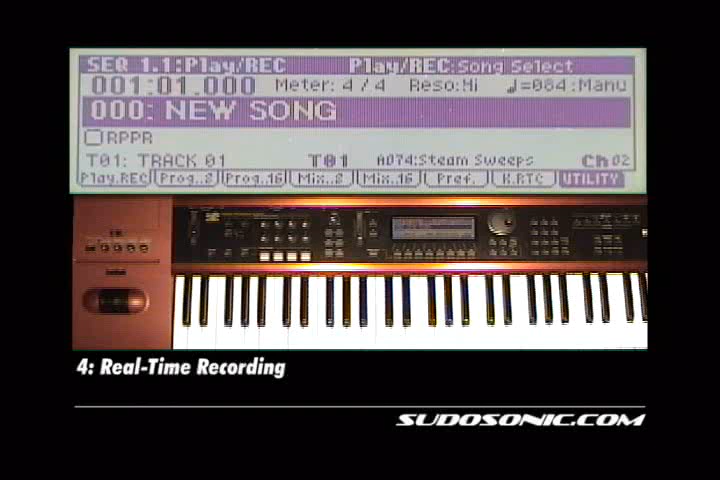 SEQ 1.1:Play/REC Play/REC:Song Select
001:01.000 Meter: 4 / 4 Reso:Hi ♩=084:Manu
000: NEW SONG
RPPR
T01: TRACK 01 T01 A074:Steam Sweeps Ch02
Play.REC Prog..8 Prog..16 Mix..8 Mix..16 Pref. K.RTC UTILITY
4: Real-Time Recording
SUDOSONIC.COM